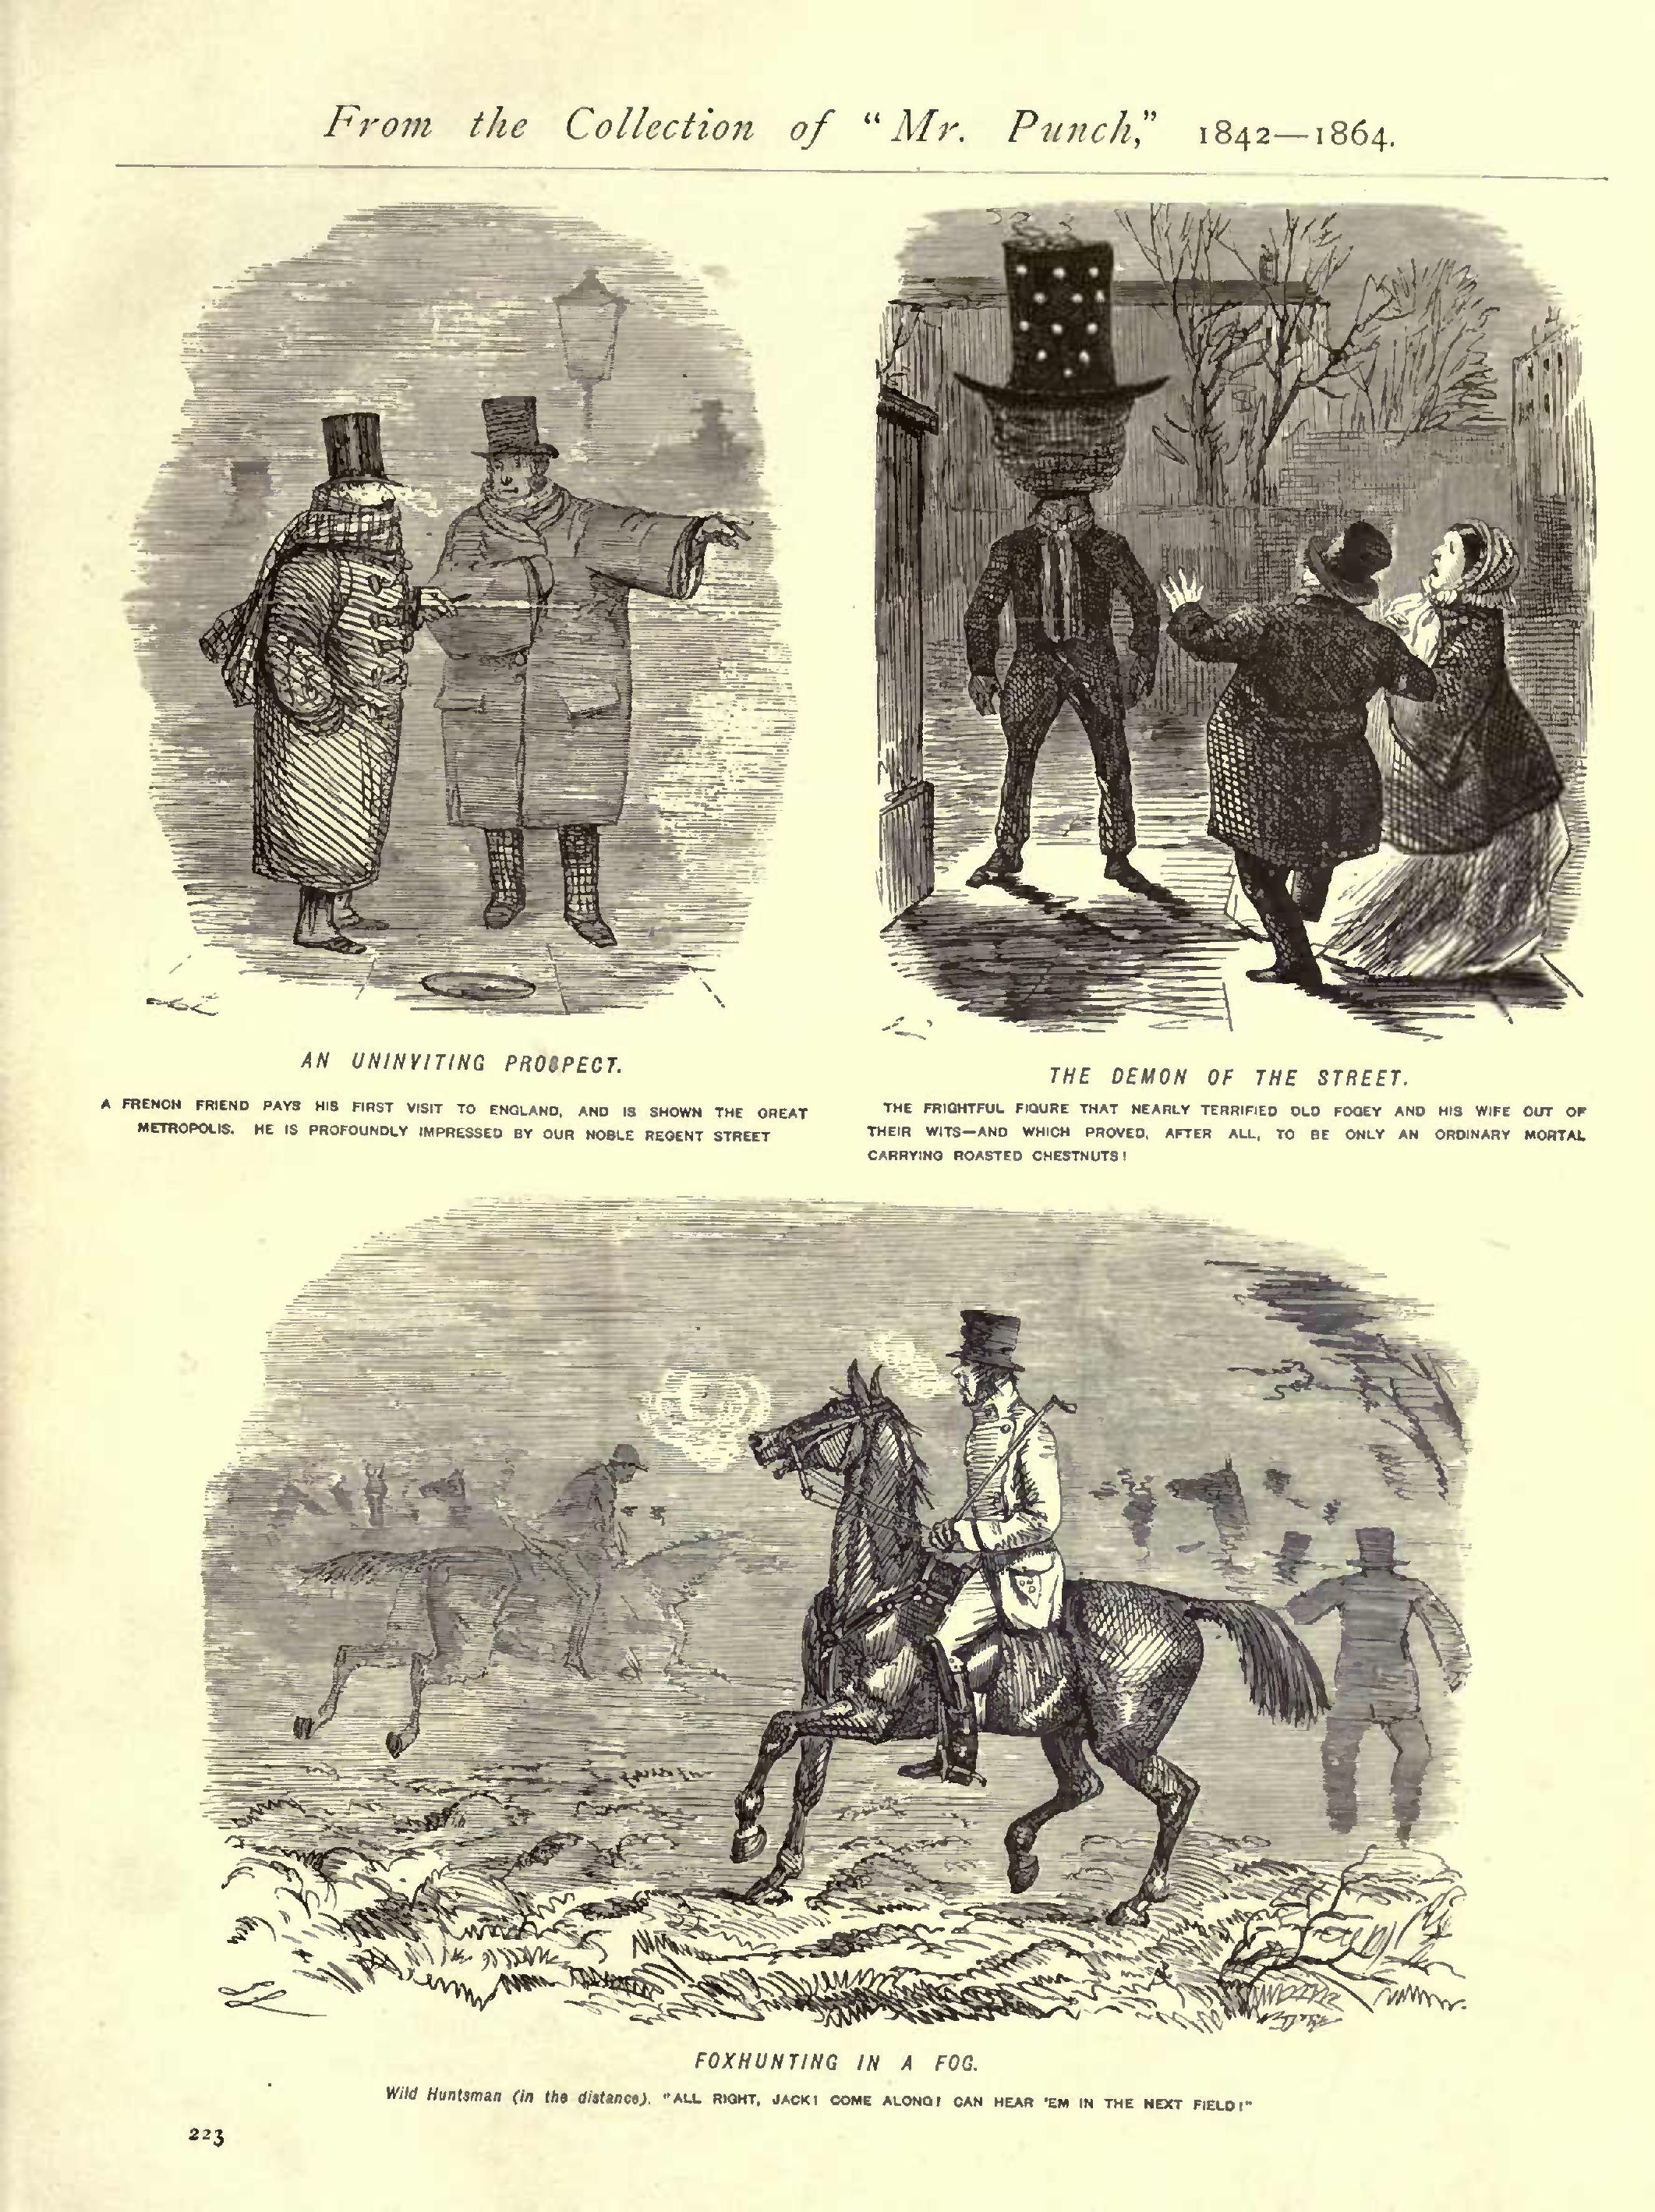 From the Collection of “Mr. Punch,” 1842—1864.
AN UNINVITING PROSPECT.
A FRENCH FRIEND PAYS HIS FIRST VISIT TO ENGLAND, AND IS SHOWN THE GREAT
METROPOLIS. HE IS PROFOUNDLY IMPRESSED BY OUR NOBLE REGENT STREET
THE DEMON OF THE STREET.
THE FRIGHTFUL FIGURE THAT NEARLY TERRIFIED OLD FOGEY AND HIS WIFE OUT OF
THEIR WITS—AND WHICH PROVED, AFTER ALL, TO BE ONLY AN ORDINARY MORTAL
CARRYING ROASTED CHESTNUTS!
FOXHUNTING IN A FOG.
Wild Huntsman (in the distance). "ALL RIGHT, JACK! COME ALONG! CAN HEAR 'EM IN THE NEXT FIELD!"
223